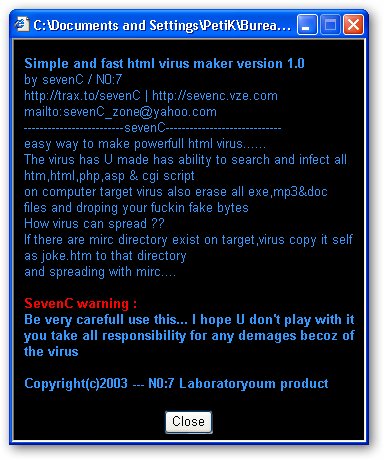 C:\Documents and Settings\PetiK\Burea...
Simple and fast html virus maker version 1.0
by sevenC / N0:7
http://trax.to/sevenC | http://sevenc.vze.com
mailto:sevenC_zone@yahoo.com
-------------------------sevenC-----------------------------
easy way to make powerfull html virus......
The virus has U made has ability to search and infect all
htm,html,php,asp & cgi script
on computer target virus also erase all exe,mp3&doc
files and droping your fuckin fake bytes
How virus can spread ??
If there are mirc directory exist on target,virus copy it self
as joke.htm to that directory
and spreading with mirc....
SevenC warning :
Be very carefull use this... I hope U don't play with it
you take all responsibility for any demages becoz of
the virus
Copyright(c)2003 --- N0:7 Laboratoryoum product
Close